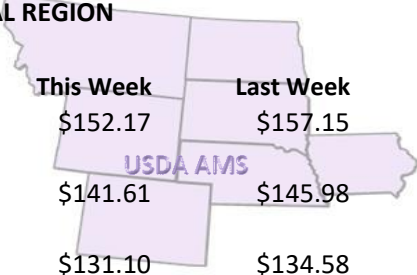 AL REGION
This Week Last Week
$152.17 $157.15
USDA AMS
$141.61 $145.98
$131.10 $134.58